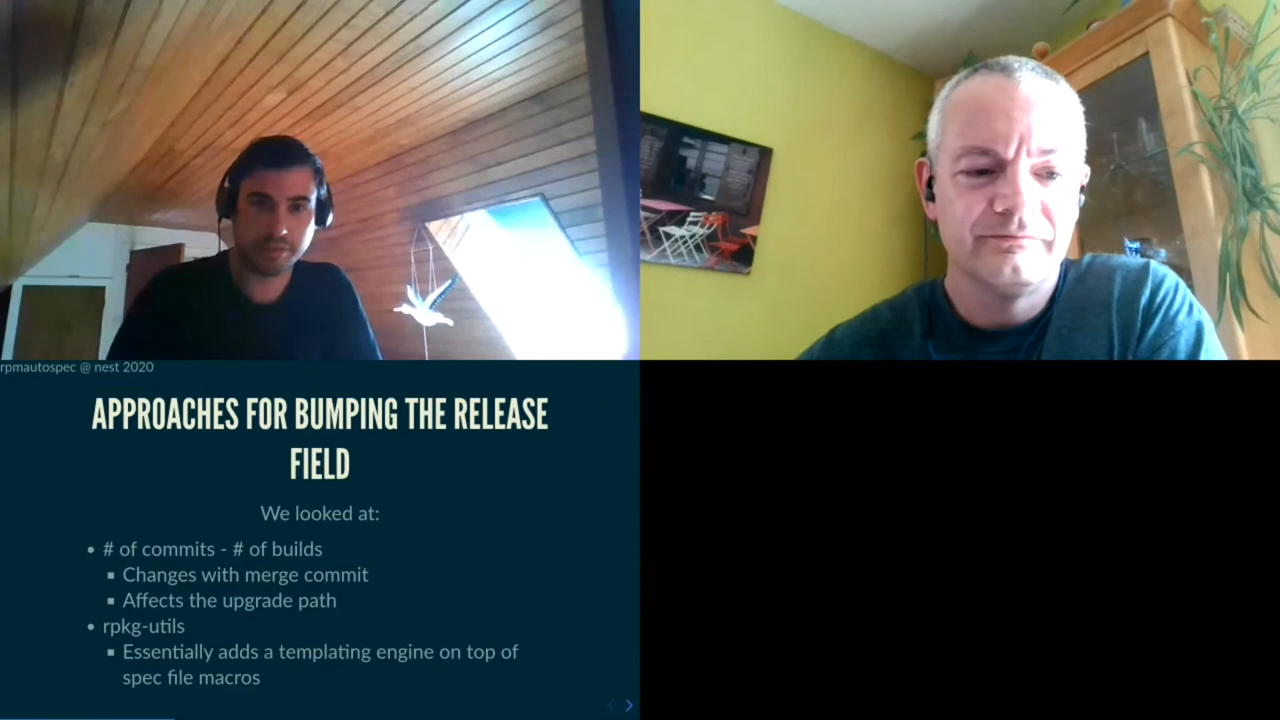 rpmautospec @ nest 2020
APPROACHES FOR BUMPING THE RELEASE
FIELD
We looked at:
# of commits - # of builds
Changes with merge commit
Affects the upgrade path
rpkg-utils
Essentially adds a templating engine on top of
spec file macros